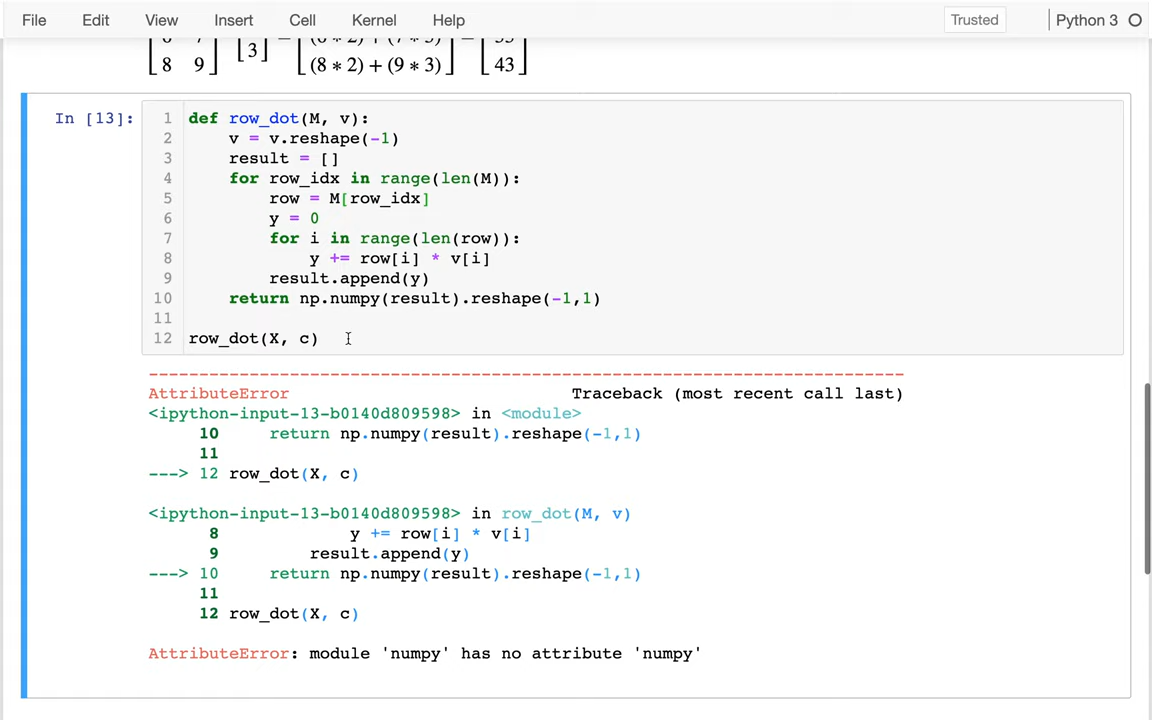 File Edit View Insert Cell Kernel Help Trusted Python 3
[8 9] [3] = [(8 * 2) + (9 * 3)] = [43]
In [13]:
1 def row_dot(M, v):
2     v = v.reshape(-1)
3     result = []
4     for row_idx in range(len(M)):
5         row = M[row_idx]
6         y = 0
7         for i in range(len(row)):
8             y += row[i] * v[i]
9         result.append(y)
10     return np.numpy(result).reshape(-1,1)
11
12 row_dot(X, c)
---------------------------------------------------------------------------
AttributeError Traceback (most recent call last)
<ipython-input-13-b0140d809598> in <module>
10     return np.numpy(result).reshape(-1,1)
11
---> 12 row_dot(X, c)
<ipython-input-13-b0140d809598> in row_dot(M, v)
8             y += row[i] * v[i]
9         result.append(y)
---> 10     return np.numpy(result).reshape(-1,1)
11
12 row_dot(X, c)
AttributeError: module 'numpy' has no attribute 'numpy'